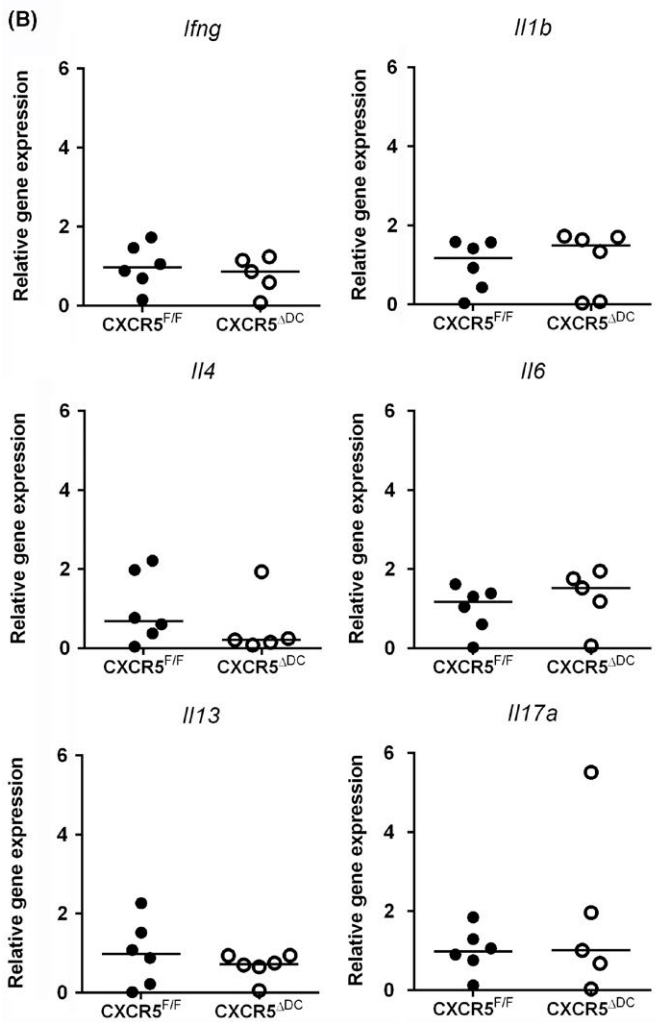 (B)
Ifng
Relative gene expression
6
4
2
0
CXCR5F/F CXCR5ΔDC
Il1b
Relative gene expression
6
4
2
0
CXCR5F/F CXCR5ΔDC
Il4
Relative gene expression
6
4
2
0
CXCR5F/F CXCR5ΔDC
Il6
Relative gene expression
6
4
2
0
CXCR5F/F CXCR5ΔDC
Il13
Relative gene expression
6
4
2
0
CXCR5F/F CXCR5ΔDC
Il17a
Relative gene expression
6
4
2
0
CXCR5F/F CXCR5ΔDC